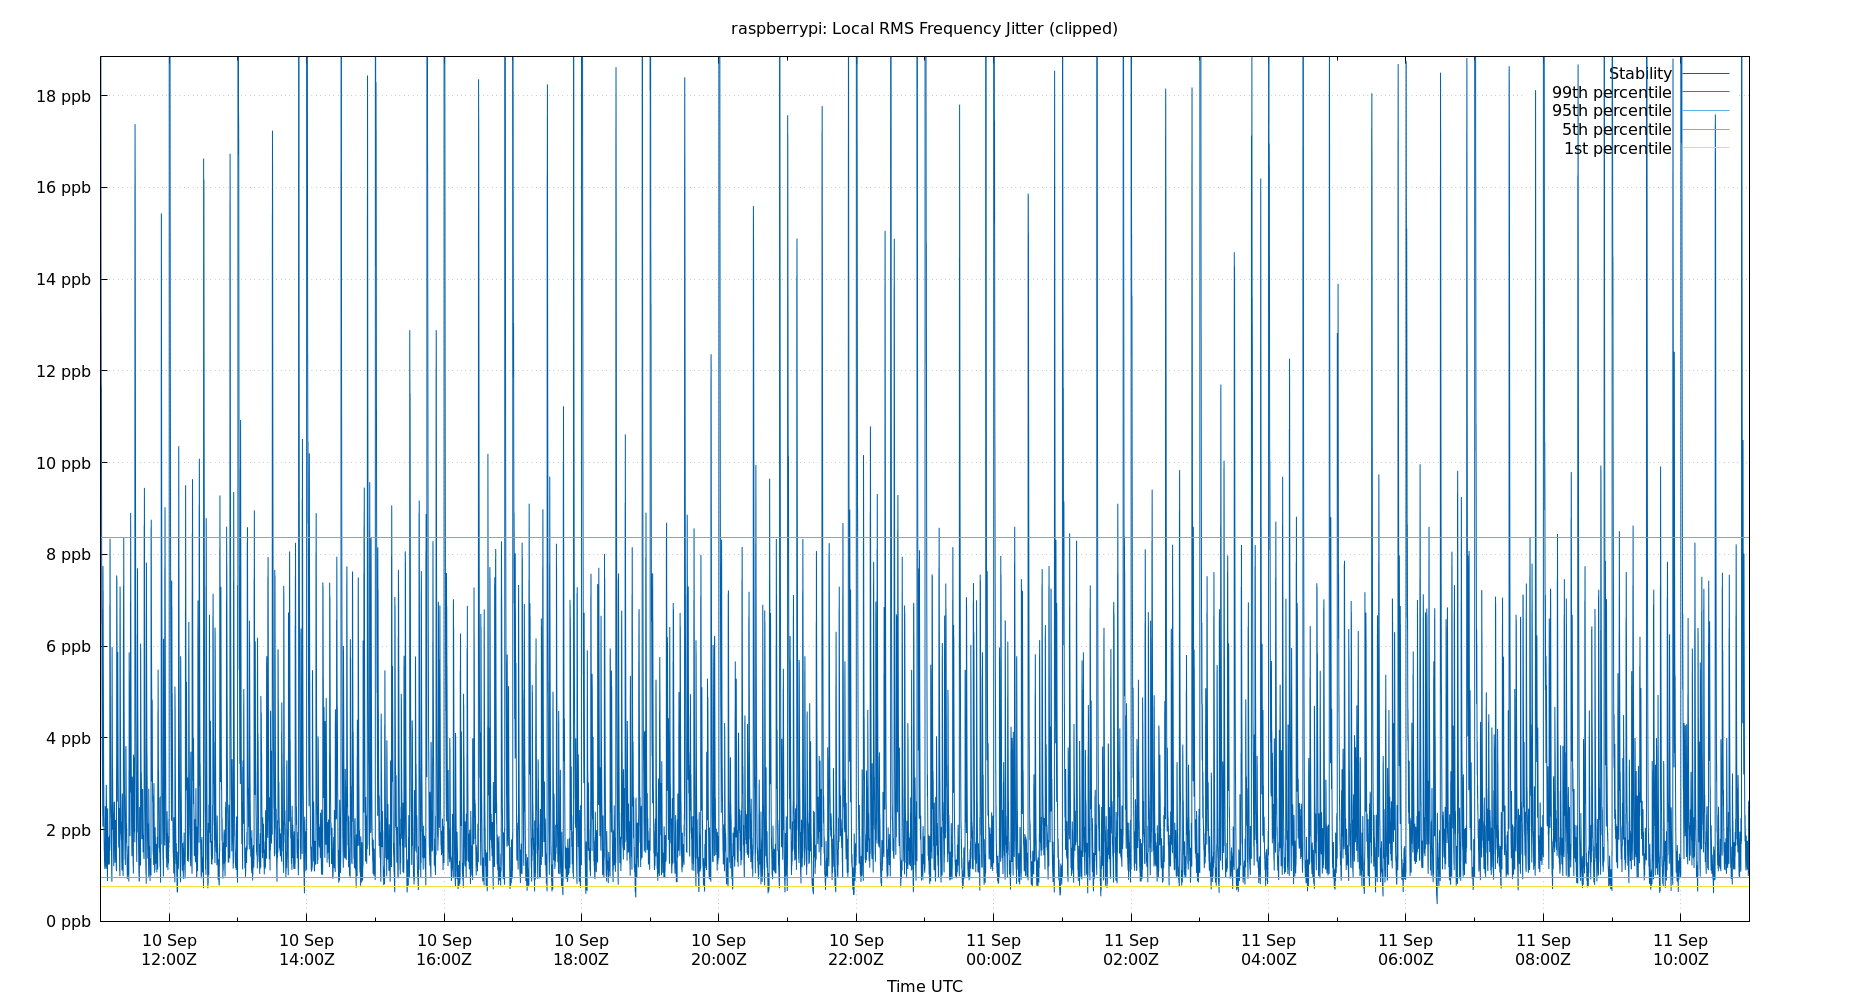 raspberrypi: Local RMS Frequency Jitter (clipped)
Stability
99th percentile
95th percentile
5th percentile
1st percentile
18 ppb
16 ppb
14 ppb
12 ppb
10 ppb
8 ppb
6 ppb
4 ppb
2 ppb
0 ppb
10 Sep 10 Sep 10 Sep 10 Sep 10 Sep 10 Sep 11 Sep 11 Sep 11 Sep 11 Sep 11 Sep 11 Sep
12:00Z 14:00Z 16:00Z 18:00Z 20:00Z 22:00Z 00:00Z 02:00Z 04:00Z 06:00Z 08:00Z 10:00Z
Time UTC